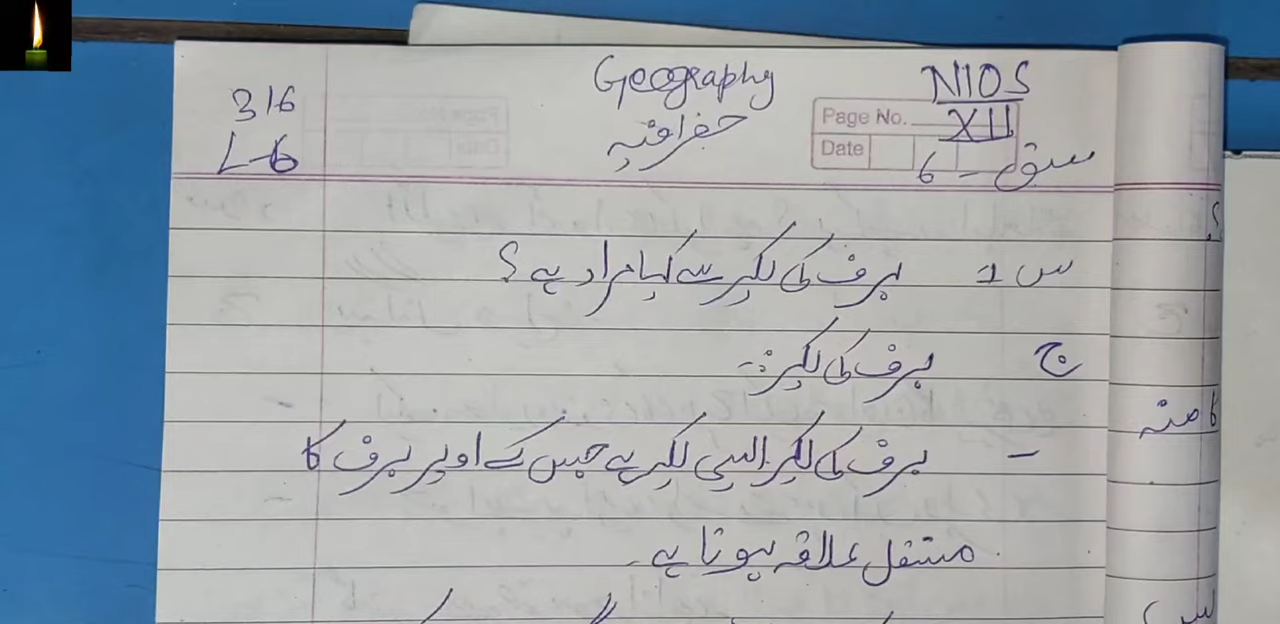 316
L-6
Geography
جغرافیہ
NIOS
XII
Page No.
Date
سبق - 6
س 1 برف کی لکیر سے کیا مراد ہے ؟
ج برف کی لکیر :-
- برف کی لکیر ایسی لکیر ہے جس کے اوپر برف کا
مستقل علاقہ ہوتا ہے۔